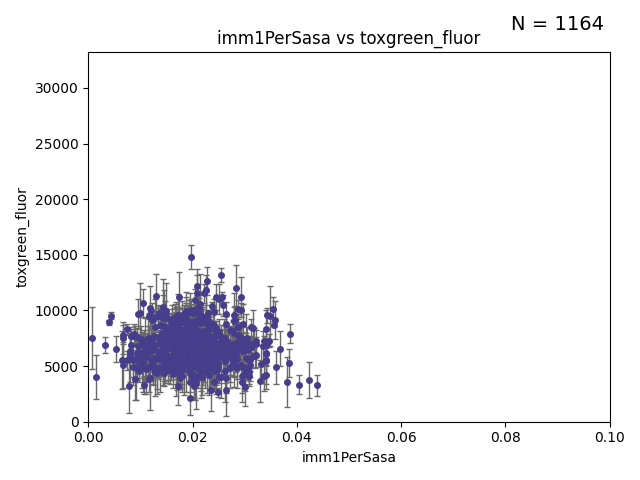 N = 1164
imm1PerSasa vs toxgreen_fluor
30000
25000
20000
15000
10000
5000
0
toxgreen_fluor
0.00 0.02 0.04 0.06 0.08 0.10
imm1PerSasa